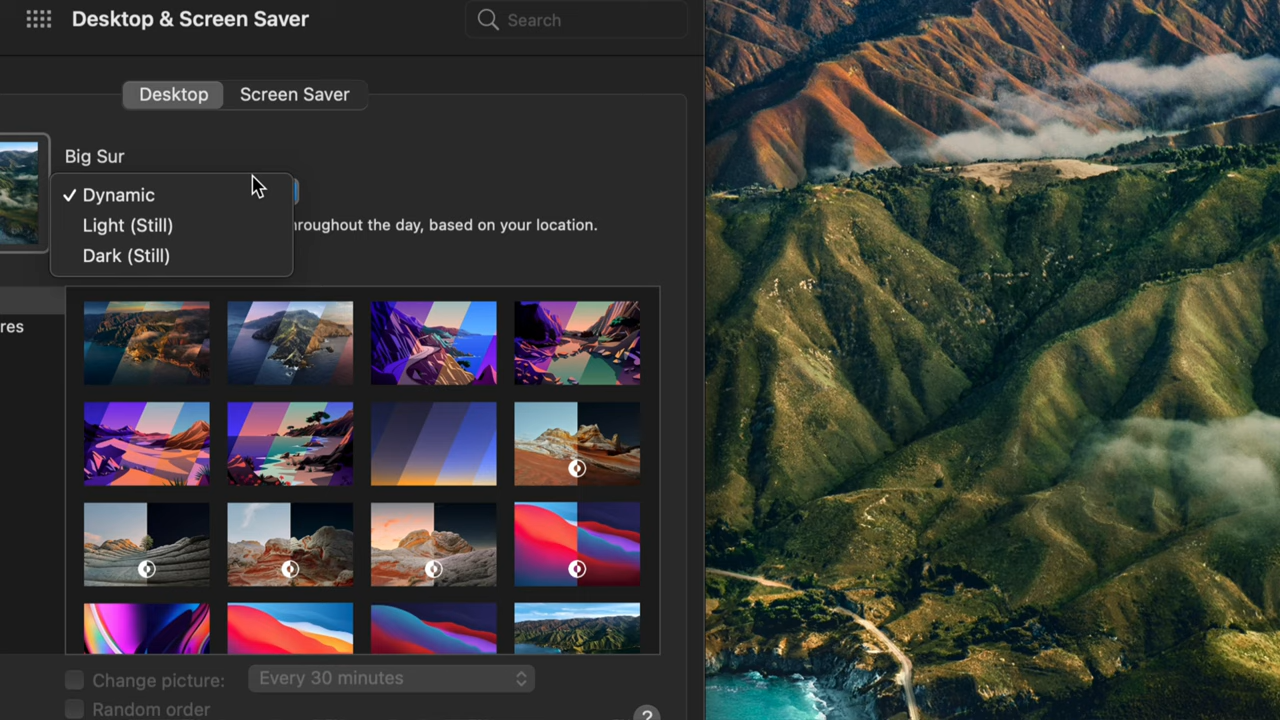 Desktop & Screen Saver
Search
Desktop
Screen Saver
Big Sur
Dynamic
Light (Still)
Dark (Still)
roughout the day, based on your location.
res
Change picture:
Every 30 minutes
Random order
?